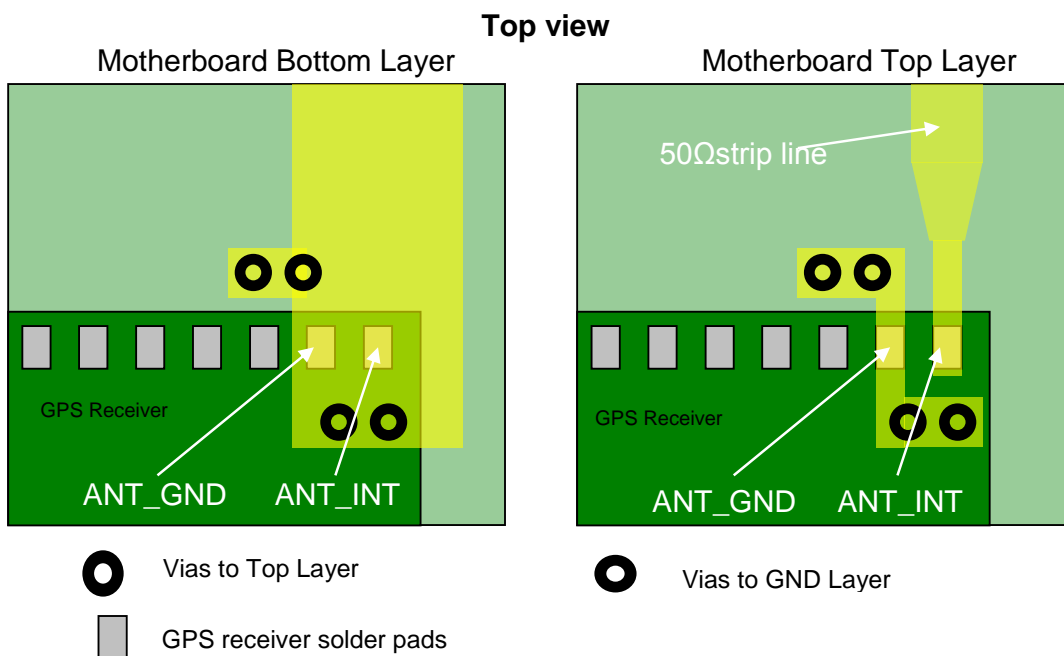 Top view
Motherboard Bottom Layer
Motherboard Top Layer
50Ωstrip line
GPS Receiver
GPS Receiver
ANT_GND
ANT_INT
ANT_GND
ANT_INT
Vias to Top Layer
Vias to GND Layer
GPS receiver solder pads